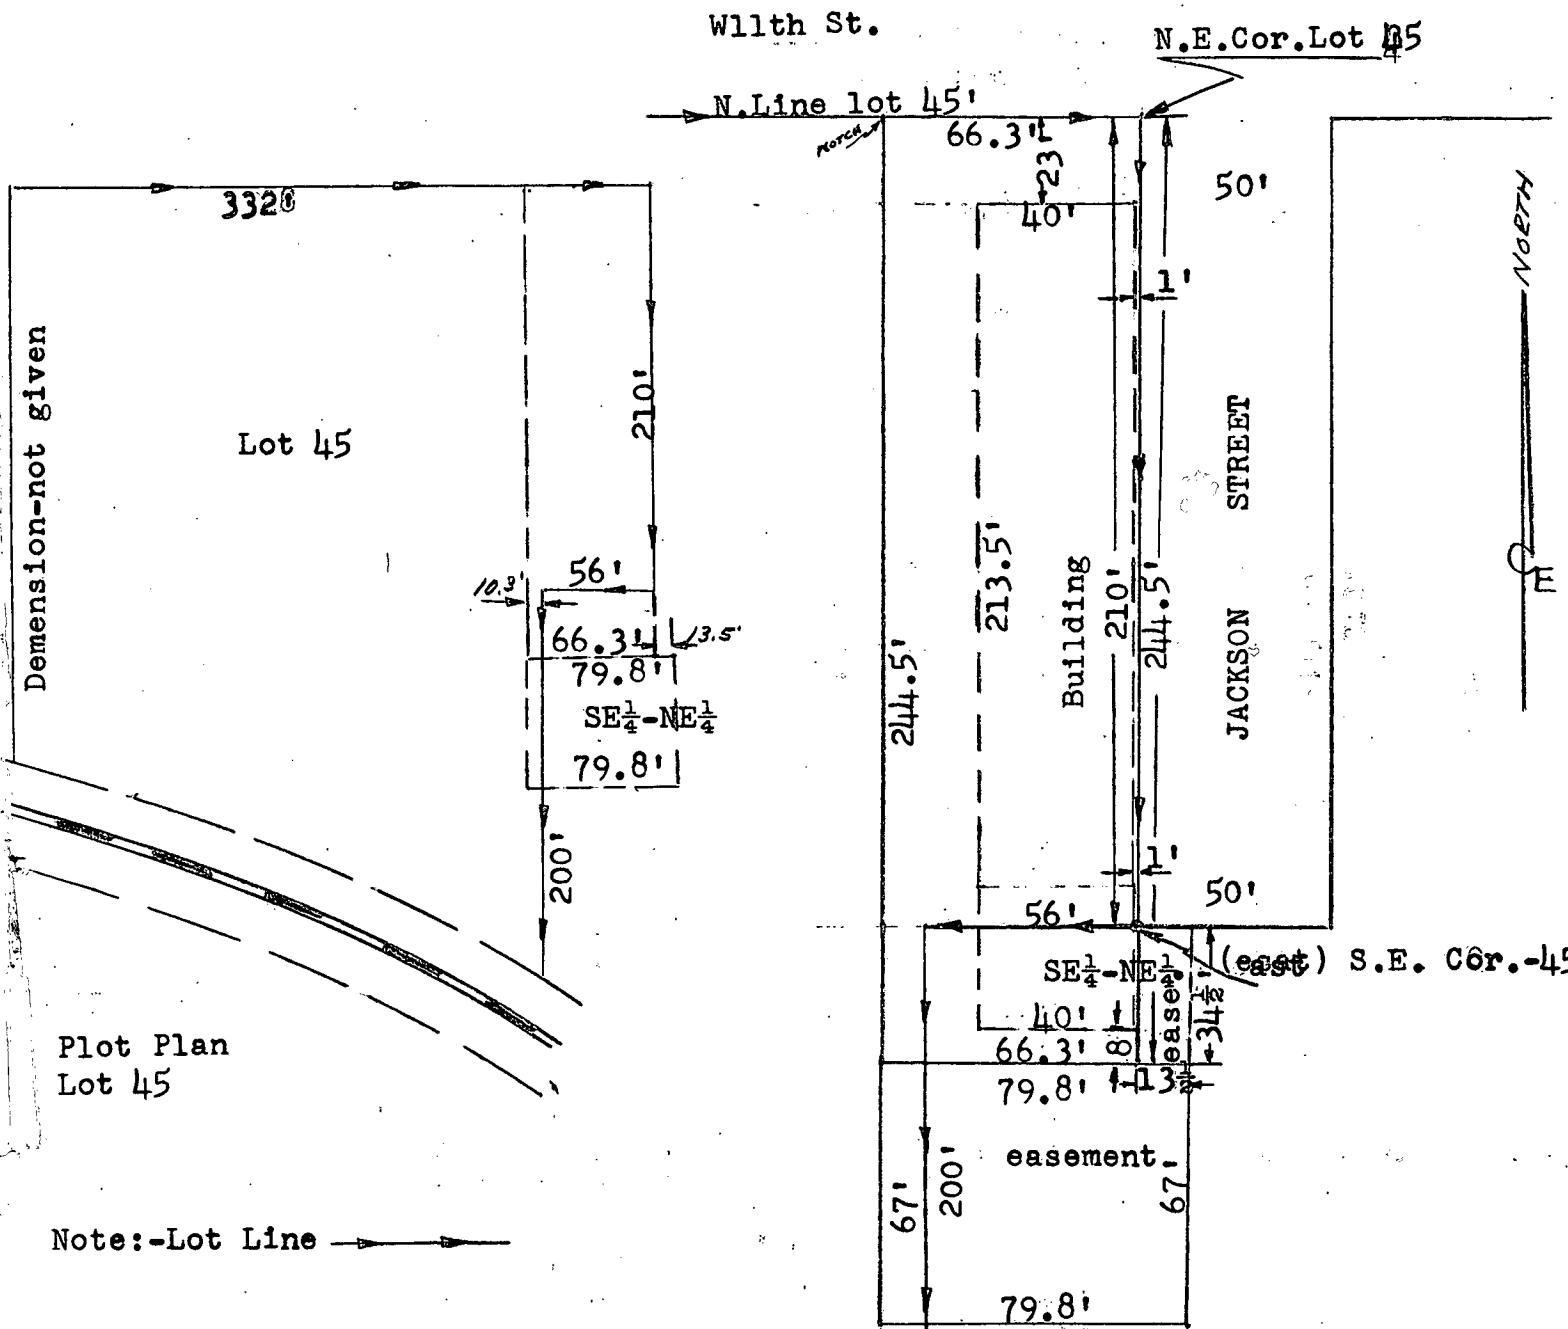 W11th St.
N.E.Cor.Lot 45
N.Line lot 45'
NOTCH
66.3'
23'
40'
50'
NORTH
332'
1'
Demension-not given
Lot 45
210'
STREET
213.5'
Building
210'
244.5'
JACKSON
244.5'
E
56'
10.3'
66.3'
13.5'
79.8'
SE¼-NE¼
79.8'
200'
1'
50'
56'
SE¼-NE¼
(east) S.E. Cor.-45
ease
34½'
40'
8'
66.3'
13½
79.8'
Plot Plan
Lot 45
easement
67'
200'
67'
Note:-Lot Line
79.8'